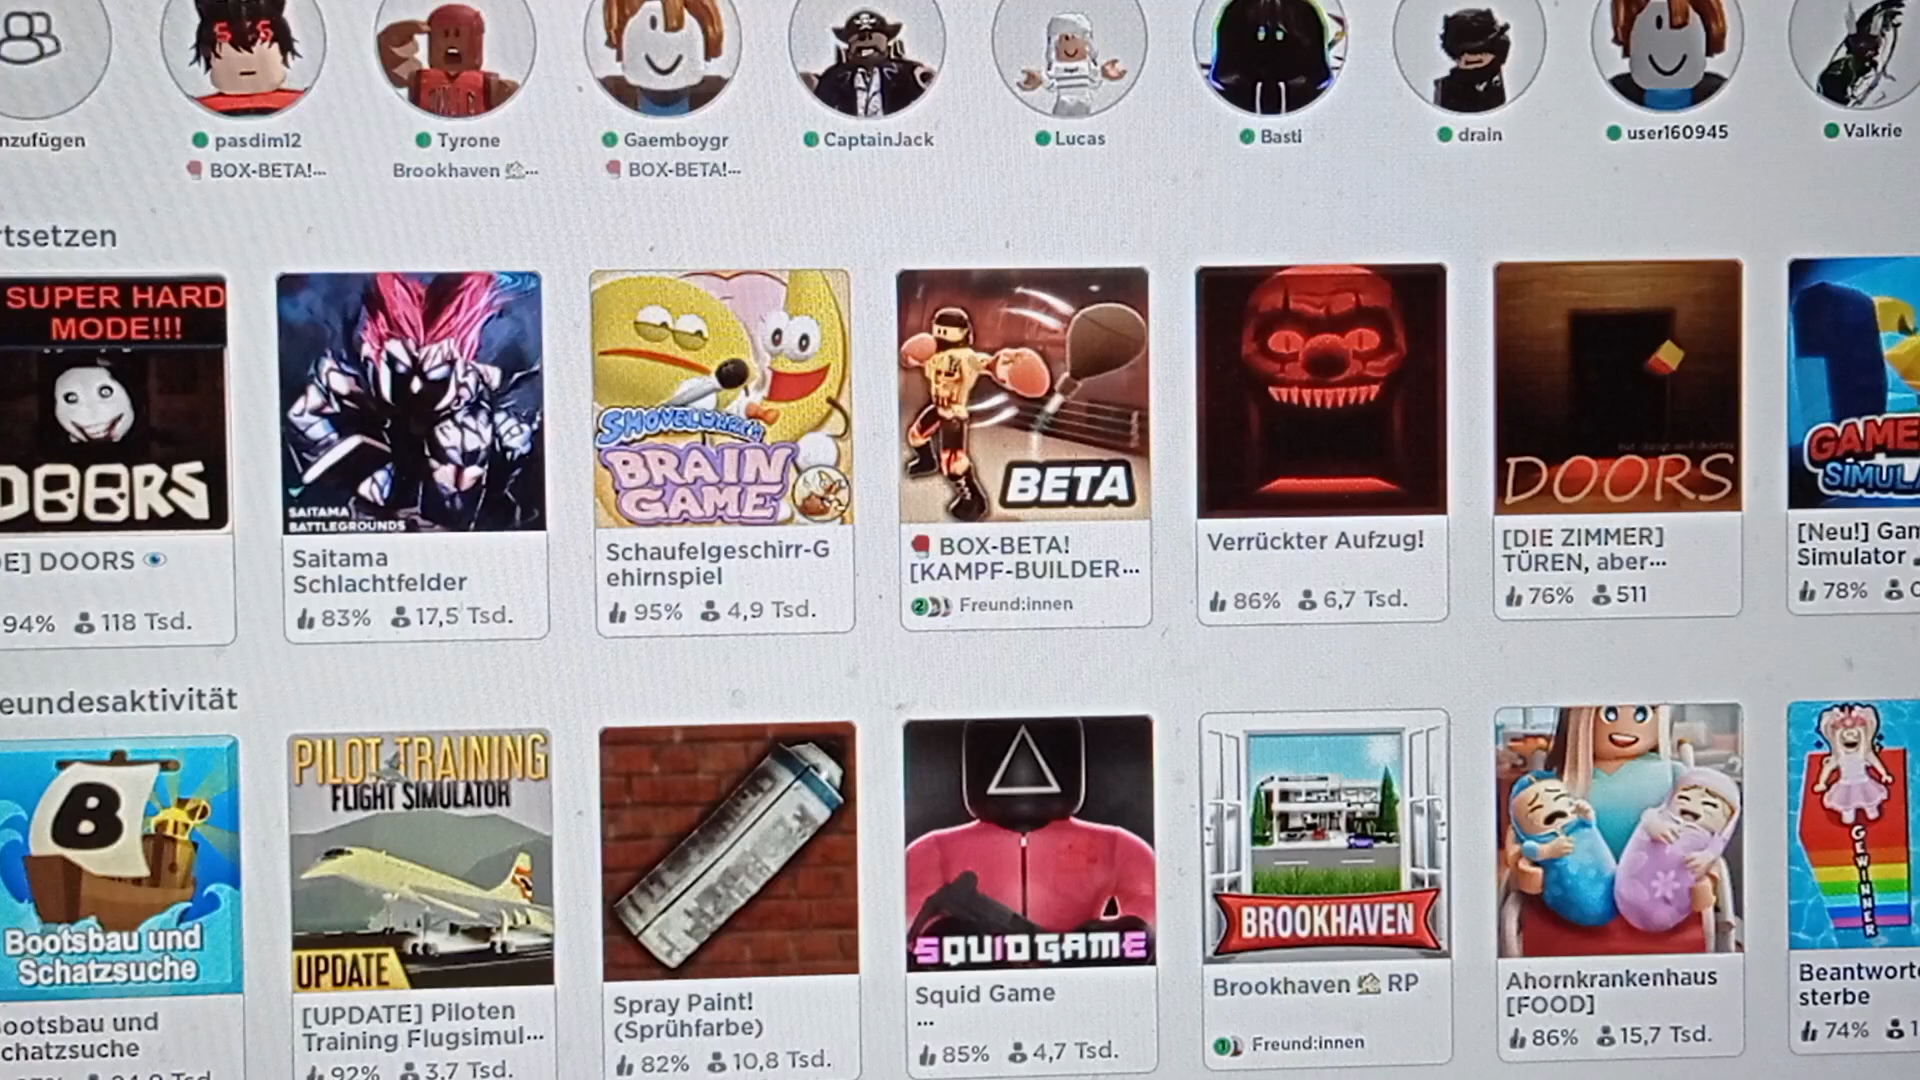 nzufügen
pasdim12
Tyrone
Gaemboygr
CaptainJack
Lucas
Basti
drain
user160945
Valkrie
BOX-BETA!...
Brookhaven ...
BOX-BETA!...
rtsetzen
SUPER HARD
MODE!!!
DOORS
SAITAMA
BATTLEGROUNDS
SHOVELWARE'S
BRAIN
GAME
BETA
DOORS
GAME
SIMULA
E] DOORS
94% 118 Tsd.
Saitama
Schlachtfelder
83% 17,5 Tsd.
Schaufelgeschirr-G
ehirnspiel
95% 4,9 Tsd.
BOX-BETA!
[KAMPF-BUILDER...
2 Freund:innen
Verrückter Aufzug!
86% 6,7 Tsd.
[DIE ZIMMER]
TÜREN, aber...
76% 511
[Neu!] Gam
Simulator
78%
eundesaktivität
B
Bootsbau und
Schatzsuche
PILOT TRAINING
FLIGHT SIMULATOR
UPDATE
SQUID GAME
BROOKHAVEN
GEWINNER
ootsbau und
chatzsuche
[UPDATE] Piloten
Training Flugsimul...
92% 3,7 Tsd.
Spray Paint!
(Sprühfarbe)
82% 10,8 Tsd.
Squid Game
...
85% 4,7 Tsd.
Brookhaven RP
1 Freund:innen
Ahornkrankenhaus
[FOOD]
86% 15,7 Tsd.
Beantworte
sterbe
74% 1